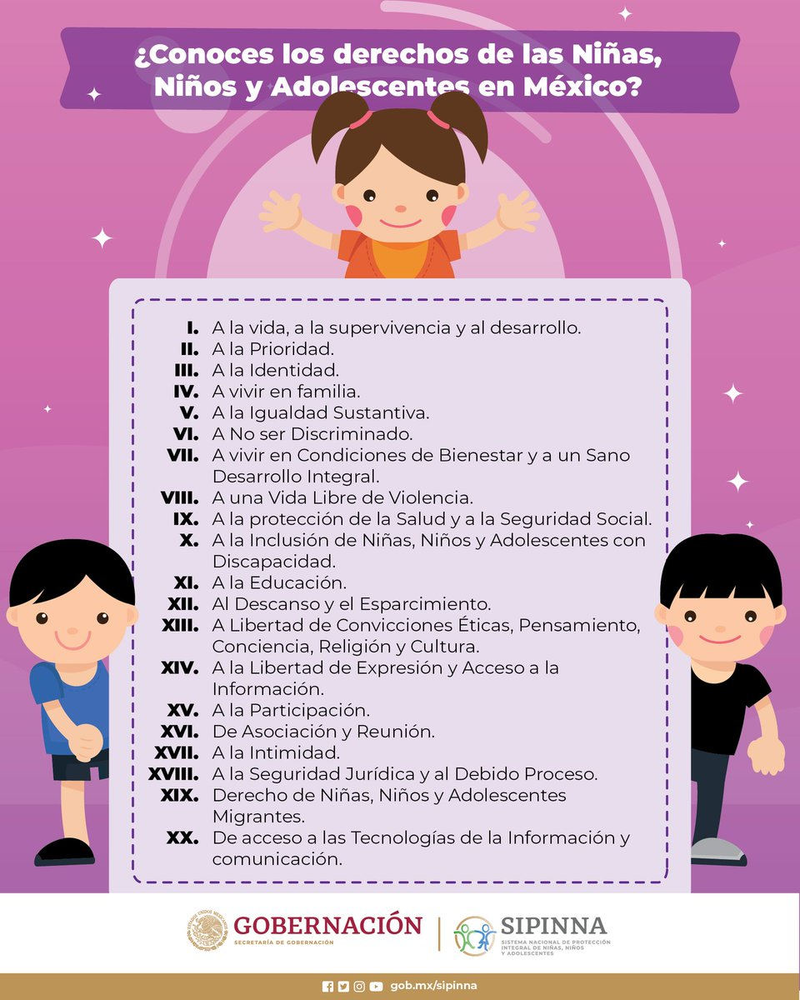 ¿Conoces los derechos de las Niñas,
Niños y Adolescentes en México?
I. A la vida, a la supervivencia y al desarrollo.
II. A la Prioridad.
III. A la Identidad.
IV. A vivir en familia.
V. A la Igualdad Sustantiva.
VI. A No ser Discriminado.
VII. A vivir en Condiciones de Bienestar y a un Sano
Desarrollo Integral.
VIII. A una Vida Libre de Violencia.
IX. A la protección de la Salud y a la Seguridad Social.
X. A la Inclusión de Niñas, Niños y Adolescentes con
Discapacidad.
XI. A la Educación.
XII. Al Descanso y el Esparcimiento.
XIII. A Libertad de Convicciones Éticas, Pensamiento,
Conciencia, Religión y Cultura.
XIV. A la Libertad de Expresión y Acceso a la
Información.
XV. A la Participación.
XVI. De Asociación y Reunión.
XVII. A la Intimidad.
XVIII. A la Seguridad Jurídica y al Debido Proceso.
XIX. Derecho de Niñas, Niños y Adolescentes
Migrantes.
XX. De acceso a las Tecnologías de la Información y
comunicación.
ESTADOS UNIDOS MEXICANOS
GOBERNACIÓN
SECRETARÍA DE GOBERNACIÓN
SIPINNA
SISTEMA NACIONAL DE PROTECCIÓN
INTEGRAL DE NIÑAS, NIÑOS
Y ADOLESCENTES
gob.mx/sipinna